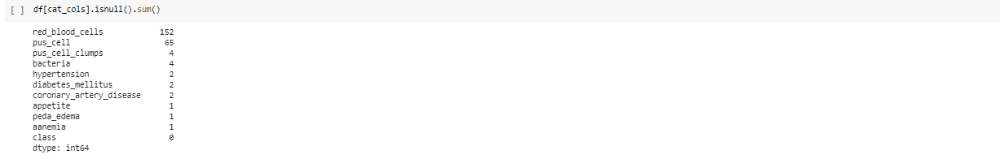 [ ] df[cat_cols].isnull().sum()
red_blood_cells 152
pus_cell 65
pus_cell_clumps 4
bacteria 4
hypertension 2
diabetes_mellitus 2
coronary_artery_disease 2
appetite 1
peda_edema 1
aanemia 1
class 0
dtype: int64